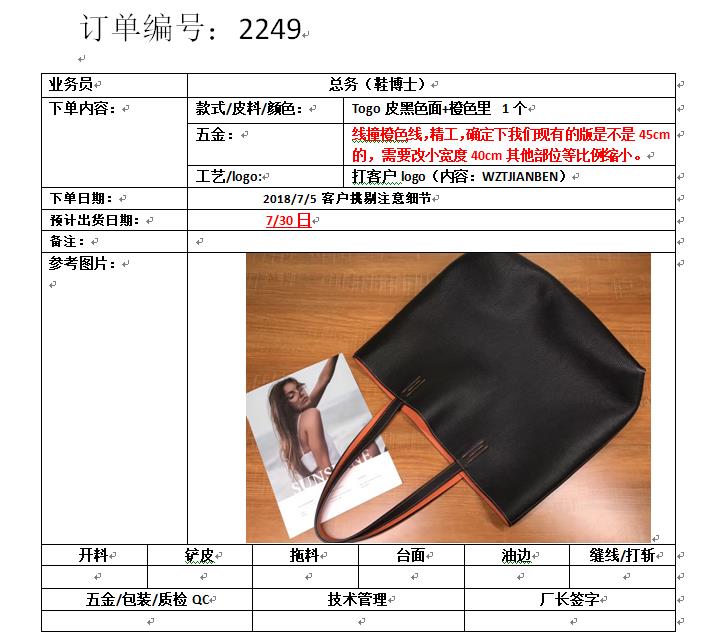 订单编号：2249
业务员
总务（鞋博士）
下单内容：
款式/皮料/颜色：
Togo 皮黑色面+橙色里 1 个
五金：
线撞橙色线,精工,确定下我们现有的版是不是 45cm
的，需要改小宽度 40cm 其他部位等比例缩小。
工艺/logo:
打客户 logo（内容：WZTJIANBEN）
下单日期：
2018/7/5 客户挑剔注意细节
预计出货日期：
7/30 日
备注：
参考图片：
SUNSHINE
开料 铲皮 拖料 台面 油边 缝线/打斩
五金/包装/质检 QC 技术管理 厂长签字